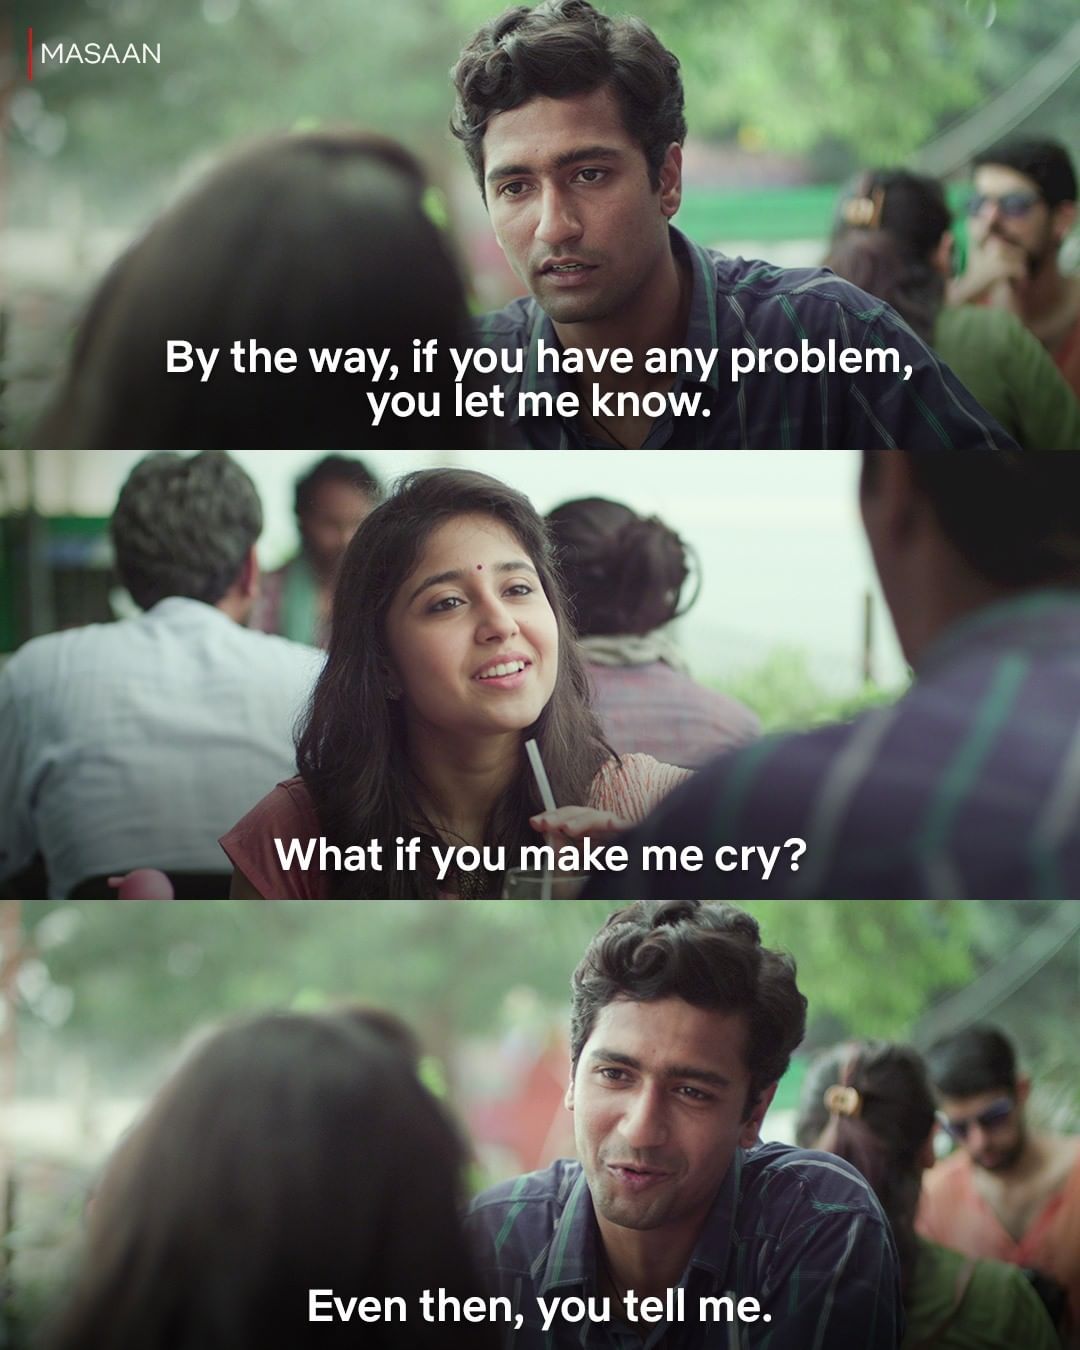 MASAAN
By the way, if you have any problem,
you let me know.
What if you make me cry?
Even then, you tell me.